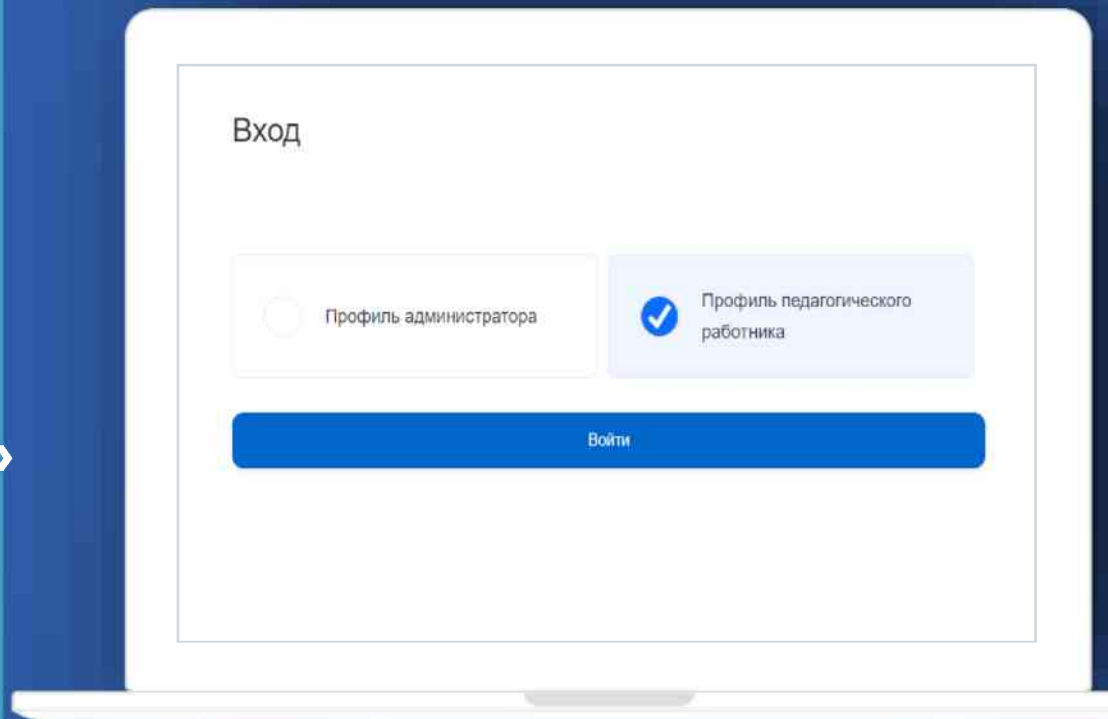 Вход
Профиль администратора
Профиль педагогического
работника
Войти
»